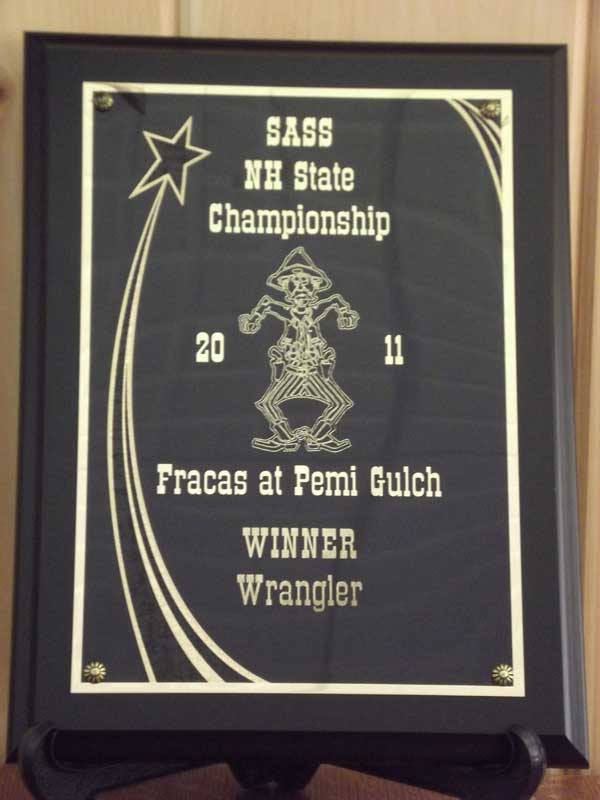 SASS
NH State
Championship
20 11
Fracas at Pemi Gulch
WINNER
Wrangler